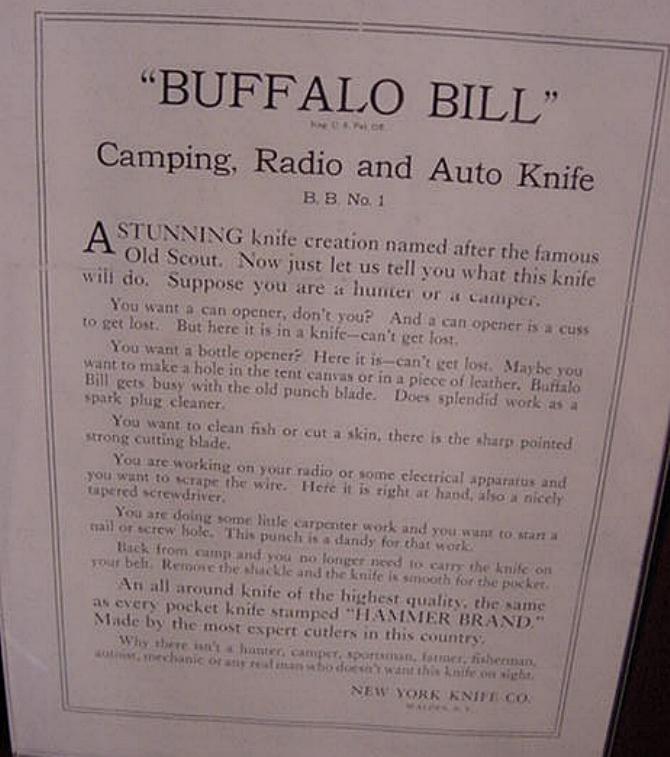 "BUFFALO BILL"
Reg. U. S. Pat. Off.
Camping, Radio and Auto Knife
B. B. No. 1
A STUNNING knife creation named after the famous
Old Scout. Now just let us tell you what this knife
will do. Suppose you are a hunter or a camper.
You want a can opener, don't you? And a can opener is a cuss
to get lost. But here it is in a knife—can't get lost.
You want a bottle opener? Here it is—can't get lost. Maybe you
want to make a hole in the tent canvas or in a piece of leather. Buffalo
Bill gets busy with the old punch blade. Does splendid work as a
spark plug cleaner.
You want to clean fish or cut a skin, there is the sharp pointed
strong cutting blade.
You are working on your radio or some electrical apparatus and
you want to scrape the wire. Here it is right at hand, also a nicely
tapered screwdriver.
You are doing some little carpenter work and you want to start a
nail or screw hole. This punch is a dandy for that work.
Back from camp and you no longer need to carry the knife on
your belt. Remove the shackle and the knife is smooth for the pocket.
An all around knife of the highest quality, the same
as every pocket knife stamped "HAMMER BRAND."
Made by the most expert cutlers in this country.
Why there isn't a hunter, camper, sportsman, farmer, fisherman,
autoist, mechanic or any real man who doesn't want this knife on sight.
NEW YORK KNIFE CO.
WALDEN, N. Y.